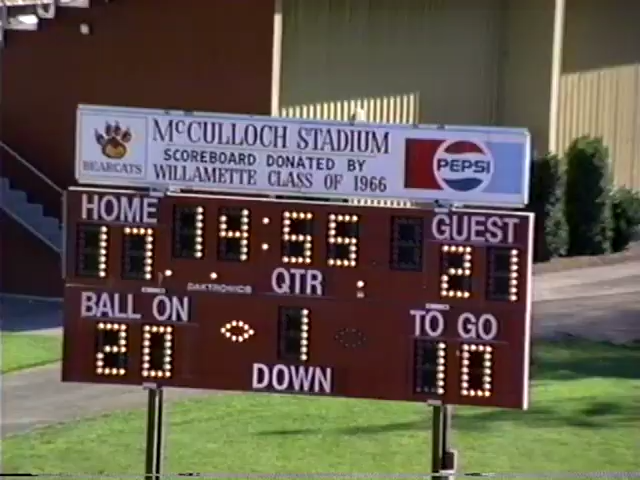 McCULLOCH STADIUM
SCOREBOARD DONATED BY
WILLAMETTE CLASS OF 1966
BEARCATS
PEPSI
HOME 14:55 GUEST
17 21
DAKTRONICS QTR
BALL ON 1 TO GO
20 DOWN 10